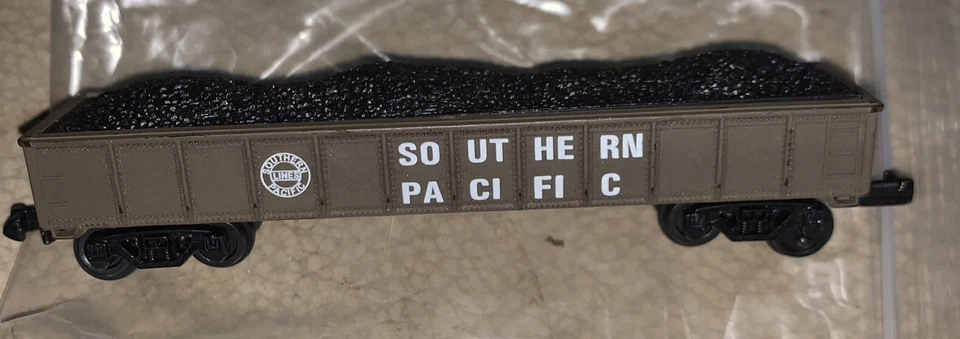 SOUTHERN
LINES
PACIFIC
SO UT HE RN
PA CI FI C